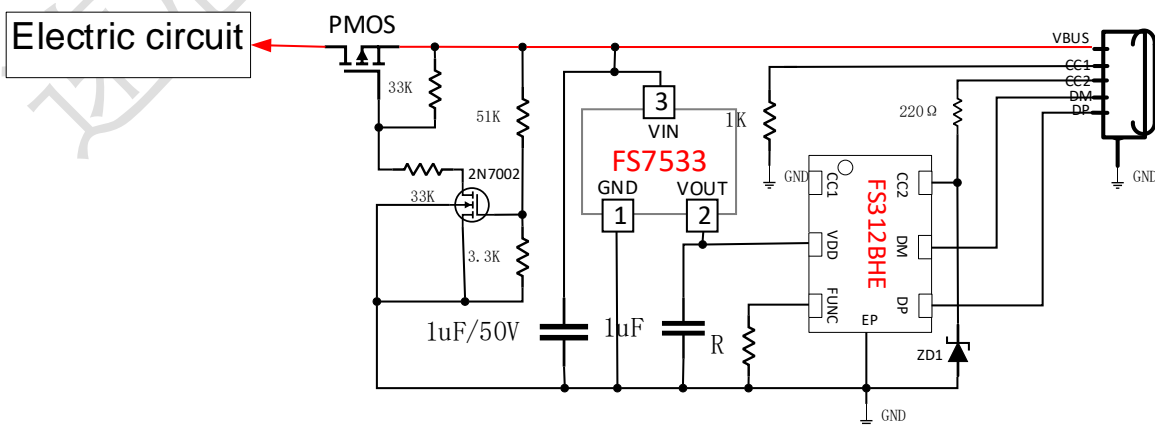 PMOS
Electric circuit
VBUS
CC1
CC2
DM
DP
33K
51K
3
VIN
1K
220Ω
FS7533
2N7002
GND
VOUT
GND
CC1
CC2
GND
33K
1
2
FS312BHE
VDD
DM
3.3K
FUNC
DP
1uF/50V
1uF
R
EP
ZD1
GND